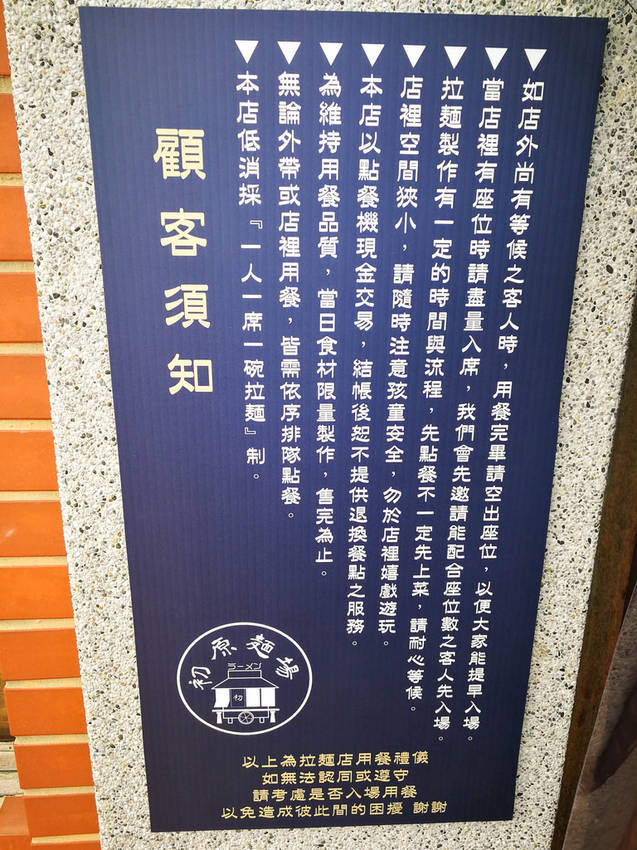 顧客須知
▼本店低消採『一人一席一碗拉麵』制。
▼無論外帶或店裡用餐，皆需依序排隊點餐。
▼為維持用餐品質，當日食材限量製作，售完為止。
▼本店以點餐機現金交易，結帳後恕不提供退換餐點之服務。
▼店裡空間狹小，請隨時注意孩童安全，勿於店裡嬉戲遊玩。
▼拉麵製作有一定的時間與流程，先點餐不一定先上菜，請耐心等候。
▼當店裡有座位時請盡量入席，我們會先邀請能配合座位數之客人先入場。
▼如店外尚有等候之客人時，用餐完畢請空出座位，以便大家能提早入場。
初原麵場
ラーメン
初
以上為拉麵店用餐禮儀
如無法認同或遵守
請考慮是否入場用餐
以免造成彼此間的困擾 謝謝